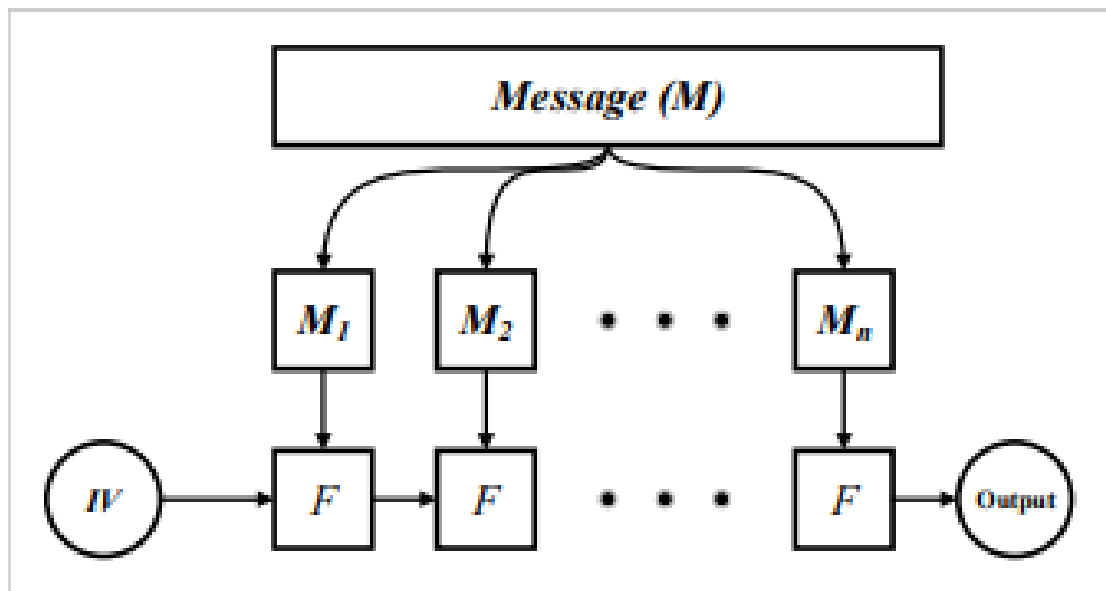 Message (M)
M1 M2 • • • Mn
IV F F • • • F Output